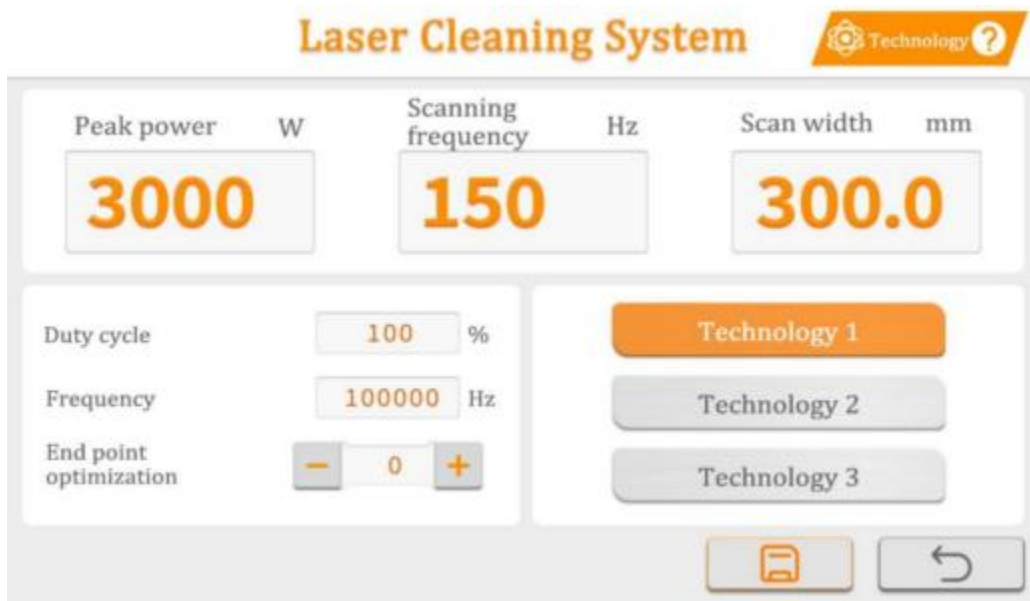 Laser Cleaning System
Technology ?
Peak power W
Scanning frequency Hz
Scan width mm
3000
150
300.0
Duty cycle 100 %
Frequency 100000 Hz
End point optimization − 0 +
Technology 1
Technology 2
Technology 3